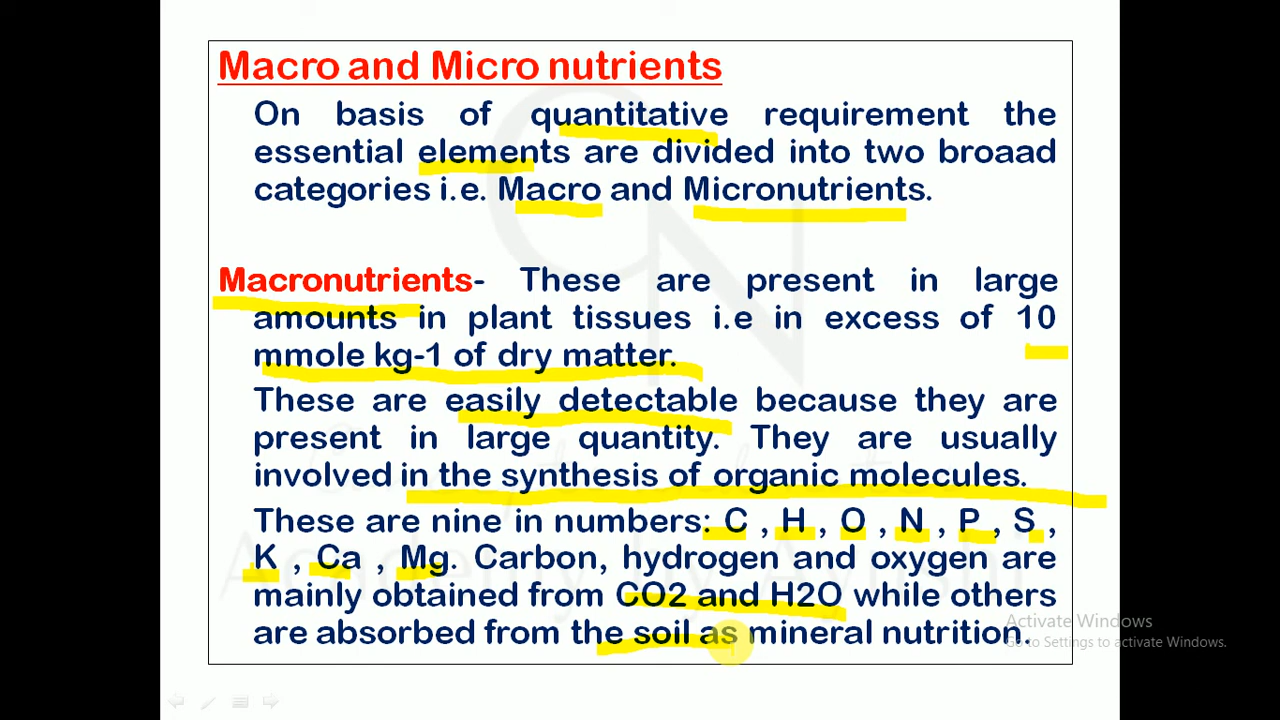 Macro and Micro nutrients
On basis of quantitative requirement the
essential elements are divided into two broaad
categories i.e. Macro and Micronutrients.
Macronutrients- These are present in large
amounts in plant tissues i.e in excess of 10
mmole kg-1 of dry matter.
These are easily detectable because they are
present in large quantity. They are usually
involved in the synthesis of organic molecules.
These are nine in numbers: C , H , O , N , P , S ,
K , Ca , Mg. Carbon, hydrogen and oxygen are
mainly obtained from CO2 and H2O while others
are absorbed from the soil as mineral nutrition.
Activate Windows
Go to Settings to activate Windows.